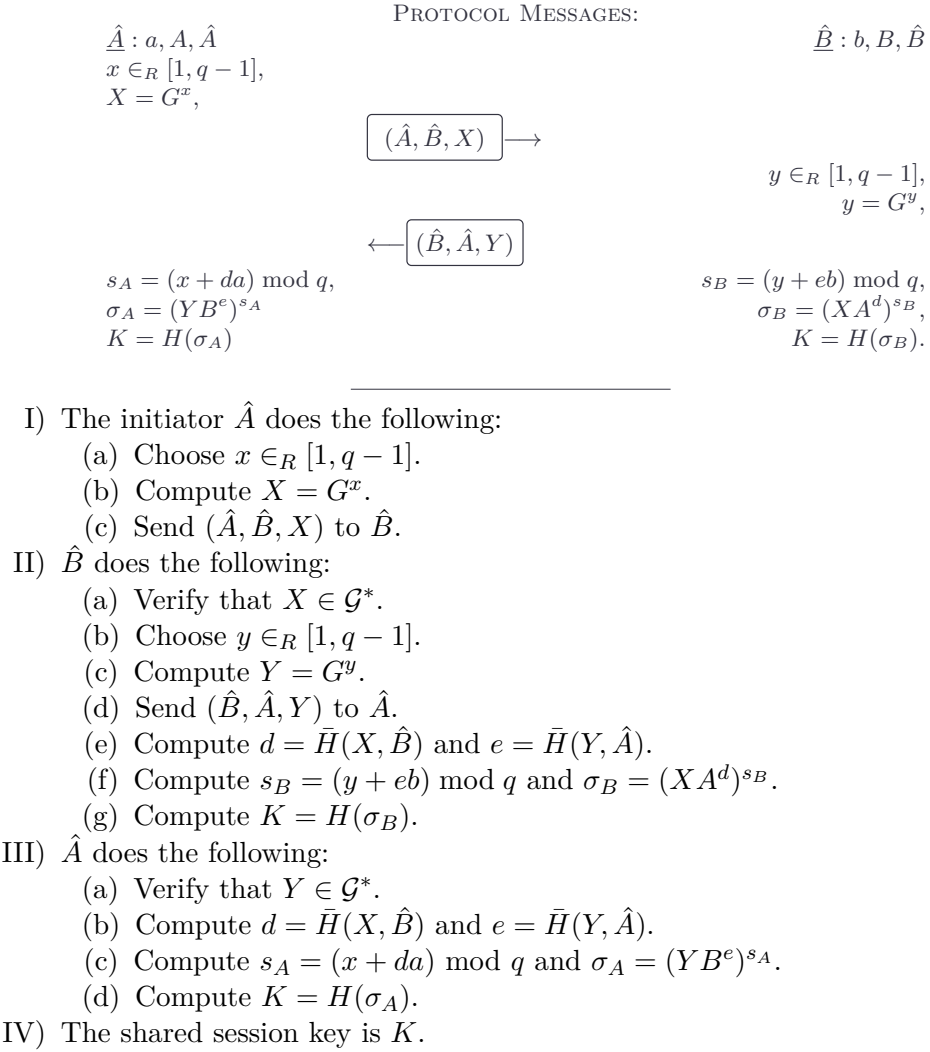 PROTOCOL MESSAGES:
Â : a, A, Â
B̂ : b, B, B̂
x ∈R [1, q − 1],
X = G^x,
(Â, B̂, X) ⟶
y ∈R [1, q − 1],
y = G^y,
⟵ (B̂, Â, Y)
s_A = (x + da) mod q,
s_B = (y + eb) mod q,
σ_A = (YB^e)^{s_A}
σ_B = (XA^d)^{s_B},
K = H(σ_A)
K = H(σ_B).
I) The initiator Â does the following:
(a) Choose x ∈R [1, q − 1].
(b) Compute X = G^x.
(c) Send (Â, B̂, X) to B̂.
II) B̂ does the following:
(a) Verify that X ∈ 𝒢*.
(b) Choose y ∈R [1, q − 1].
(c) Compute Y = G^y.
(d) Send (B̂, Â, Y) to Â.
(e) Compute d = H̄(X, B̂) and e = H̄(Y, Â).
(f) Compute s_B = (y + eb) mod q and σ_B = (XA^d)^{s_B}.
(g) Compute K = H(σ_B).
III) Â does the following:
(a) Verify that Y ∈ 𝒢*.
(b) Compute d = H̄(X, B̂) and e = H̄(Y, Â).
(c) Compute s_A = (x + da) mod q and σ_A = (YB^e)^{s_A}.
(d) Compute K = H(σ_A).
IV) The shared session key is K.